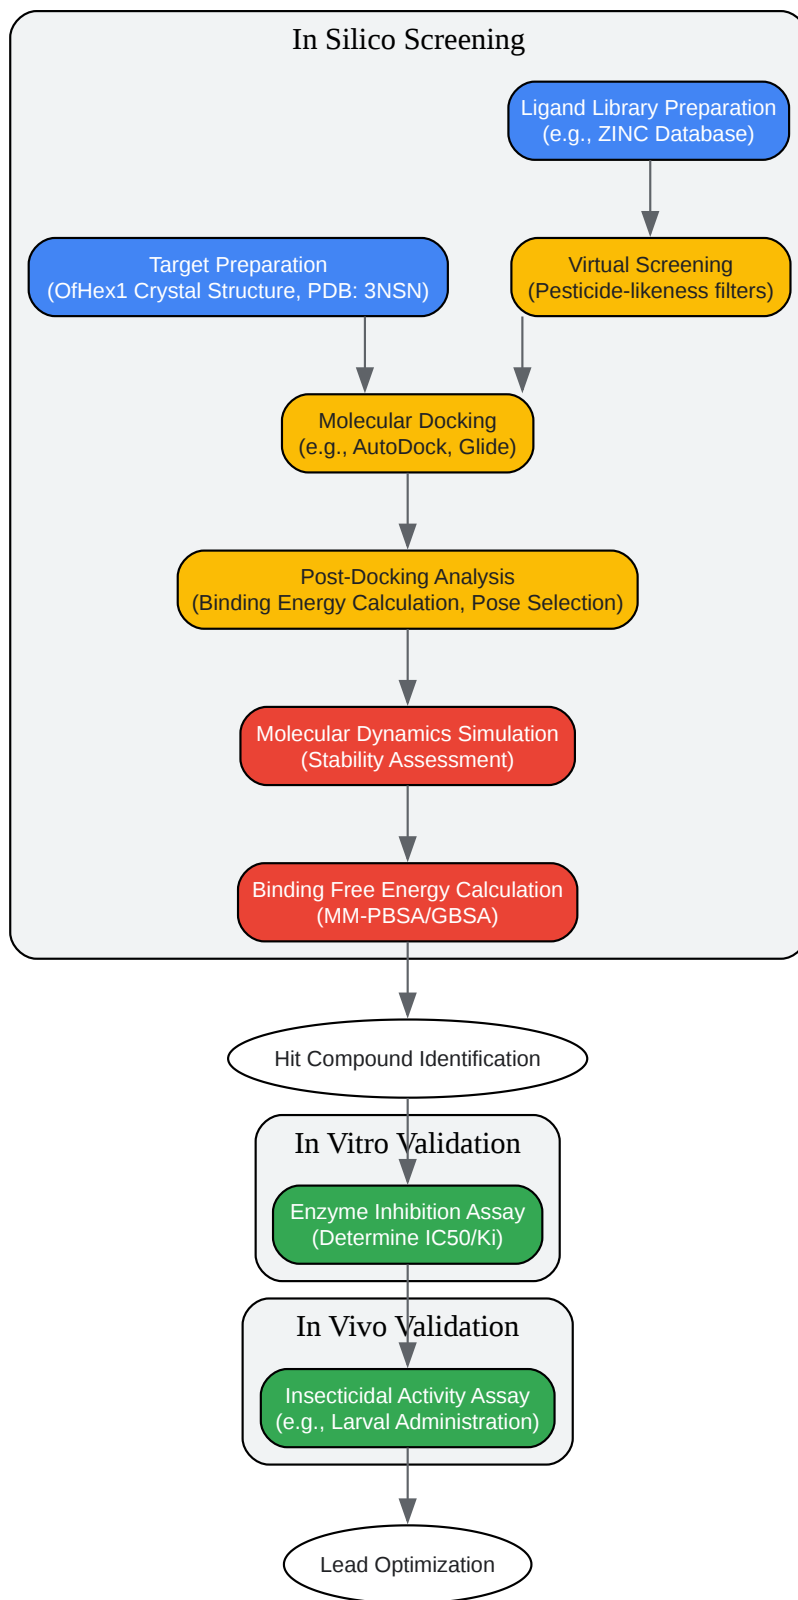 In Silico Screening
Ligand Library Preparation
(e.g., ZINC Database)
Target Preparation
(OfHex1 Crystal Structure, PDB: 3NSN)
Virtual Screening
(Pesticide-likeness filters)
Molecular Docking
(e.g., AutoDock, Glide)
Post-Docking Analysis
(Binding Energy Calculation, Pose Selection)
Molecular Dynamics Simulation
(Stability Assessment)
Binding Free Energy Calculation
(MM-PBSA/GBSA)
Hit Compound Identification
In Vitro Validation
Enzyme Inhibition Assay
(Determine IC50/Ki)
In Vivo Validation
Insecticidal Activity Assay
(e.g., Larval Administration)
Lead Optimization